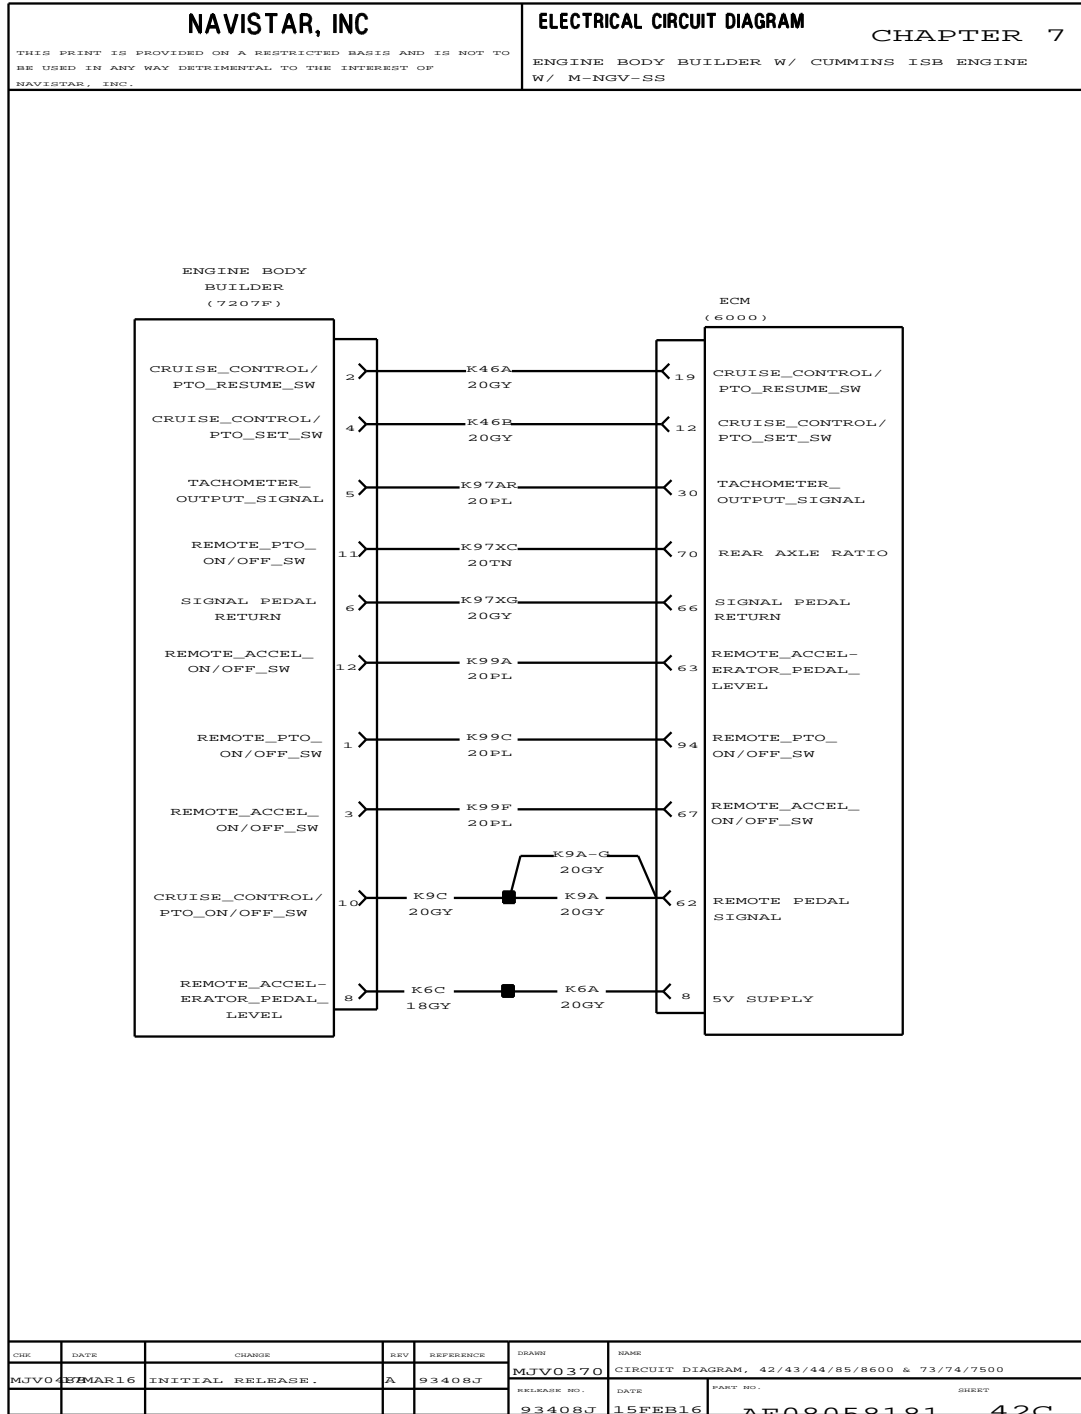 NAVISTAR, INC
THIS PRINT IS PROVIDED ON A RESTRICTED BASIS AND IS NOT TO
BE USED IN ANY WAY DETRIMENTAL TO THE INTEREST OF
NAVISTAR, INC.
ELECTRICAL CIRCUIT DIAGRAM
CHAPTER 7
ENGINE BODY BUILDER W/ CUMMINS ISB ENGINE
W/ M-NGV-SS
ENGINE BODY
BUILDER
(7207F)
ECM
(6000)
CRUISE_CONTROL/
PTO_RESUME_SW
2
K46A
20GY
19
CRUISE_CONTROL/
PTO_RESUME_SW
CRUISE_CONTROL/
PTO_SET_SW
4
K46B
20GY
12
CRUISE_CONTROL/
PTO_SET_SW
TACHOMETER_
OUTPUT_SIGNAL
5
K97AR
20PL
30
TACHOMETER_
OUTPUT_SIGNAL
REMOTE_PTO_
ON/OFF_SW
11
K97XC
20TN
70
REAR AXLE RATIO
SIGNAL PEDAL
RETURN
6
K97XG
20GY
66
SIGNAL PEDAL
RETURN
REMOTE_ACCEL_
ON/OFF_SW
12
K99A
20PL
63
REMOTE_ACCEL-
ERATOR_PEDAL_
LEVEL
REMOTE_PTO_
ON/OFF_SW
1
K99C
20PL
94
REMOTE_PTO_
ON/OFF_SW
REMOTE_ACCEL_
ON/OFF_SW
3
K99F
20PL
67
REMOTE_ACCEL_
ON/OFF_SW
K9A-G
20GY
CRUISE_CONTROL/
PTO_ON/OFF_SW
10
K9C
20GY
K9A
20GY
62
REMOTE PEDAL
SIGNAL
REMOTE_ACCEL-
ERATOR_PEDAL_
LEVEL
8
K6C
18GY
K6A
20GY
8
5V SUPPLY
CHK DATE CHANGE REV REFERENCE
INITIAL RELEASE. A 93408J
DRAWN
MJV0370
NAME
CIRCUIT DIAGRAM, 42/43/44/85/8600 & 73/74/7500
RELEASE NO.
93408J
DATE
15FEB16
PART NO.
AE08058181
SHEET
42C